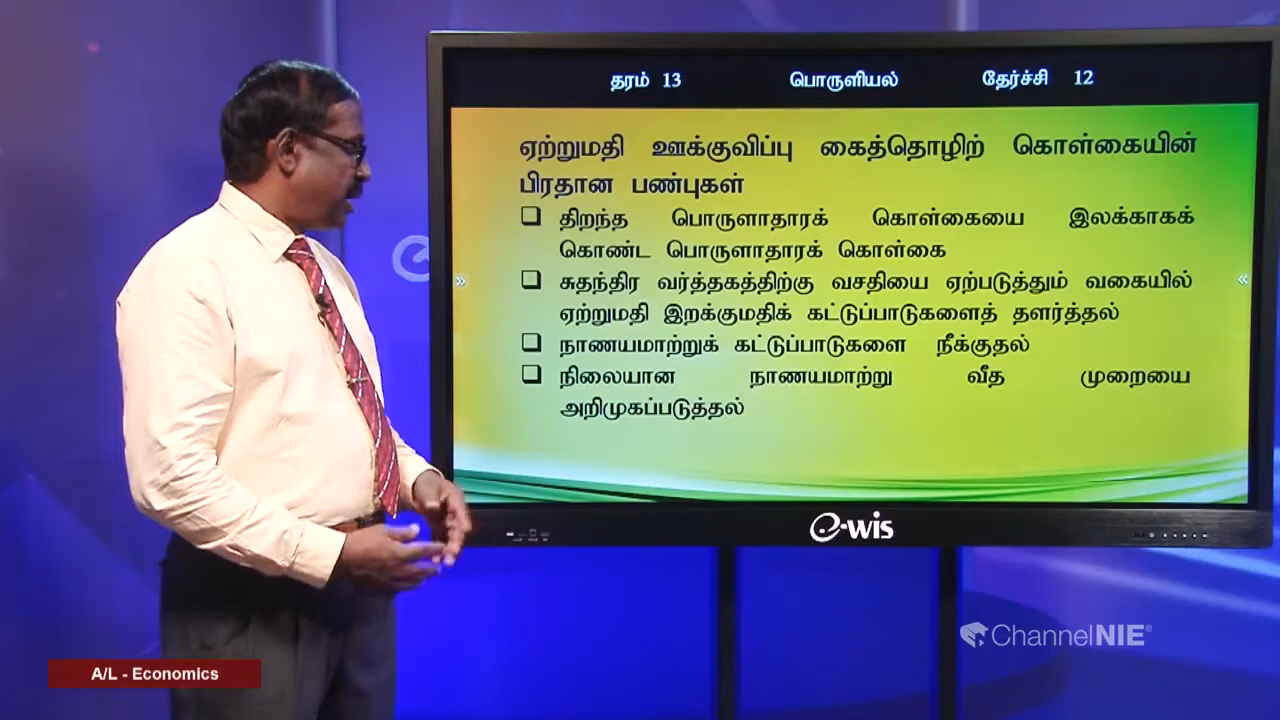 தரம் 13 பொருளியல் தேர்ச்சி 12
ஏற்றுமதி ஊக்குவிப்பு கைத்தொழிற் கொள்கையின்
பிரதான பண்புகள்
❑ திறந்த பொருளாதாரக் கொள்கையை இலக்காகக்
கொண்ட பொருளாதாரக் கொள்கை
❑ சுதந்திர வர்த்தகத்திற்கு வசதியை ஏற்படுத்தும் வகையில்
ஏற்றுமதி இறக்குமதிக் கட்டுப்பாடுகளைத் தளர்த்தல்
❑ நாணயமாற்றுக் கட்டுப்பாடுகளை நீக்குதல்
❑ நிலையான நாணயமாற்று வீத முறையை
அறிமுகப்படுத்தல்
e-wis
ChannelNIE®
A/L - Economics